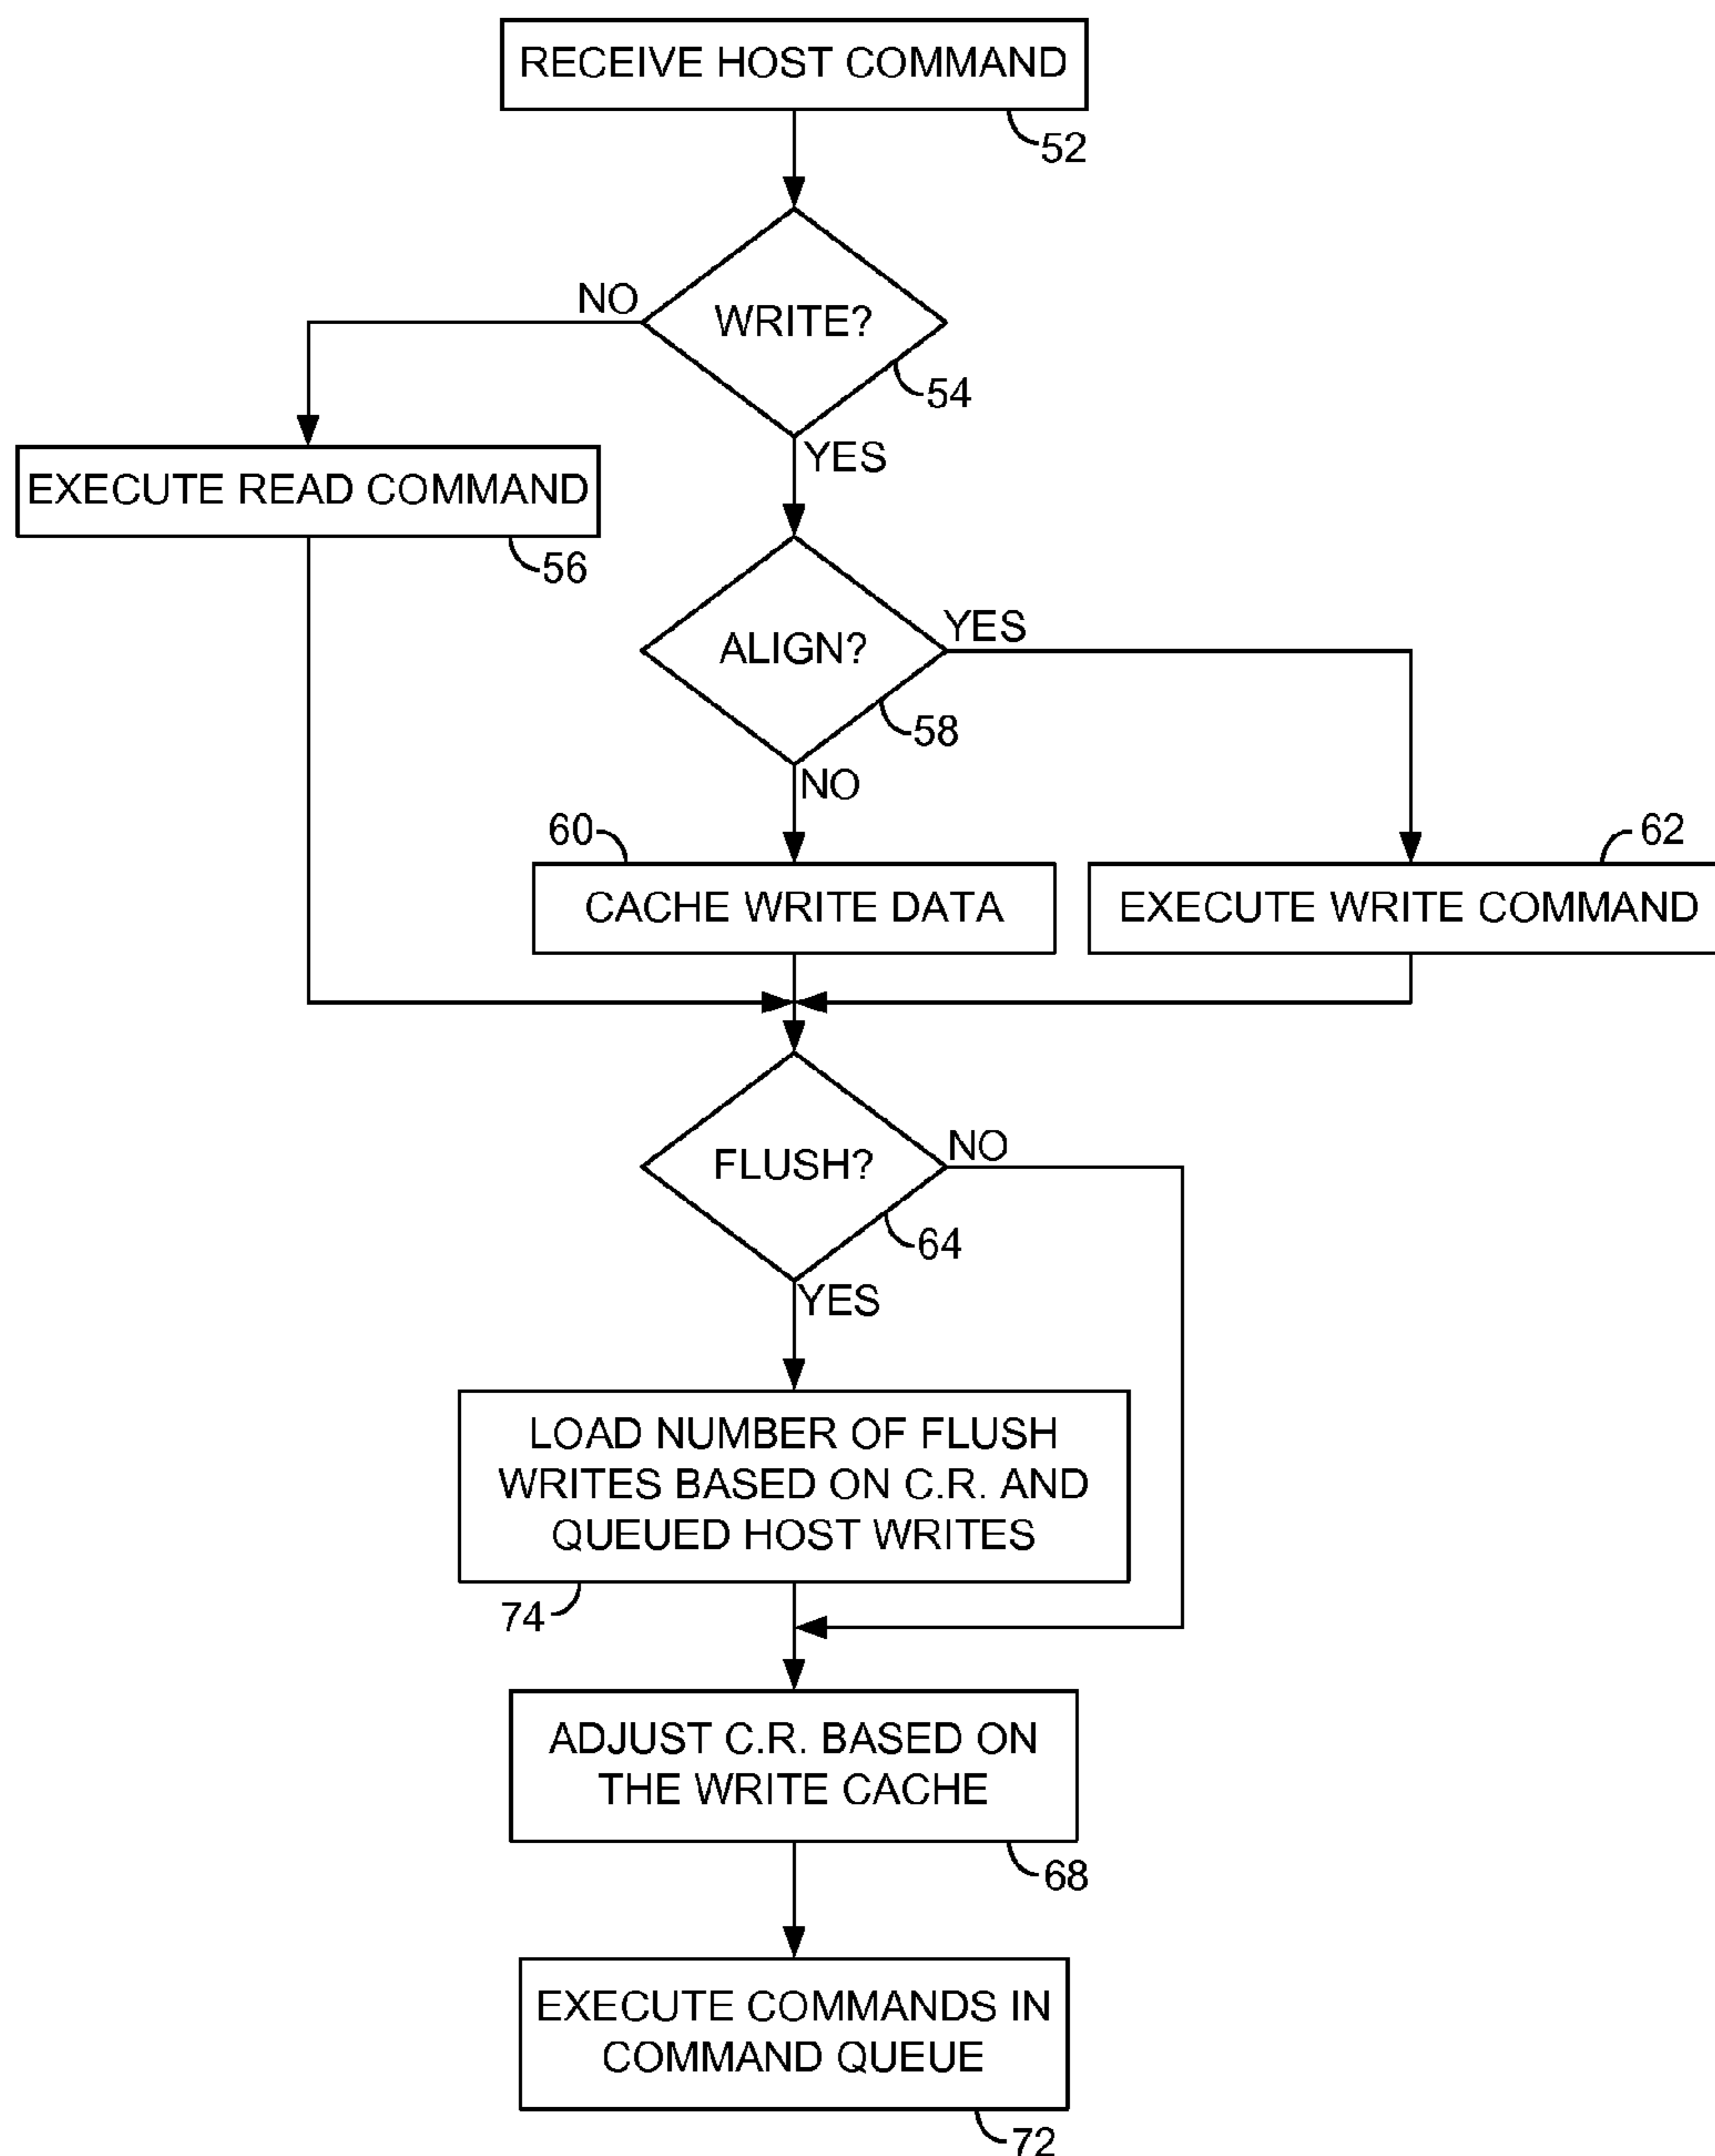 RECEIVE HOST COMMAND
52
WRITE?
NO
54
YES
EXECUTE READ COMMAND
56
ALIGN?
YES
58
NO
60
62
CACHE WRITE DATA
EXECUTE WRITE COMMAND
FLUSH?
NO
64
YES
LOAD NUMBER OF FLUSH
WRITES BASED ON C.R. AND
QUEUED HOST WRITES
74
ADJUST C.R. BASED ON
THE WRITE CACHE
68
EXECUTE COMMANDS IN
COMMAND QUEUE
72